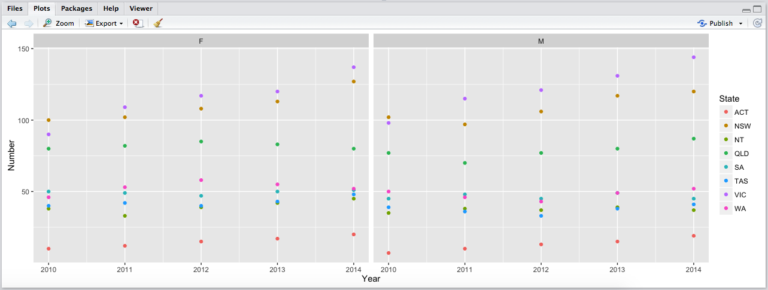 Files Plots Packages Help Viewer
Zoom Export Publish
F M
150
100
50
Number
2010 2011 2012 2013 2014 2010 2011 2012 2013 2014
Year
State
ACT
NSW
NT
QLD
SA
TAS
VIC
WA